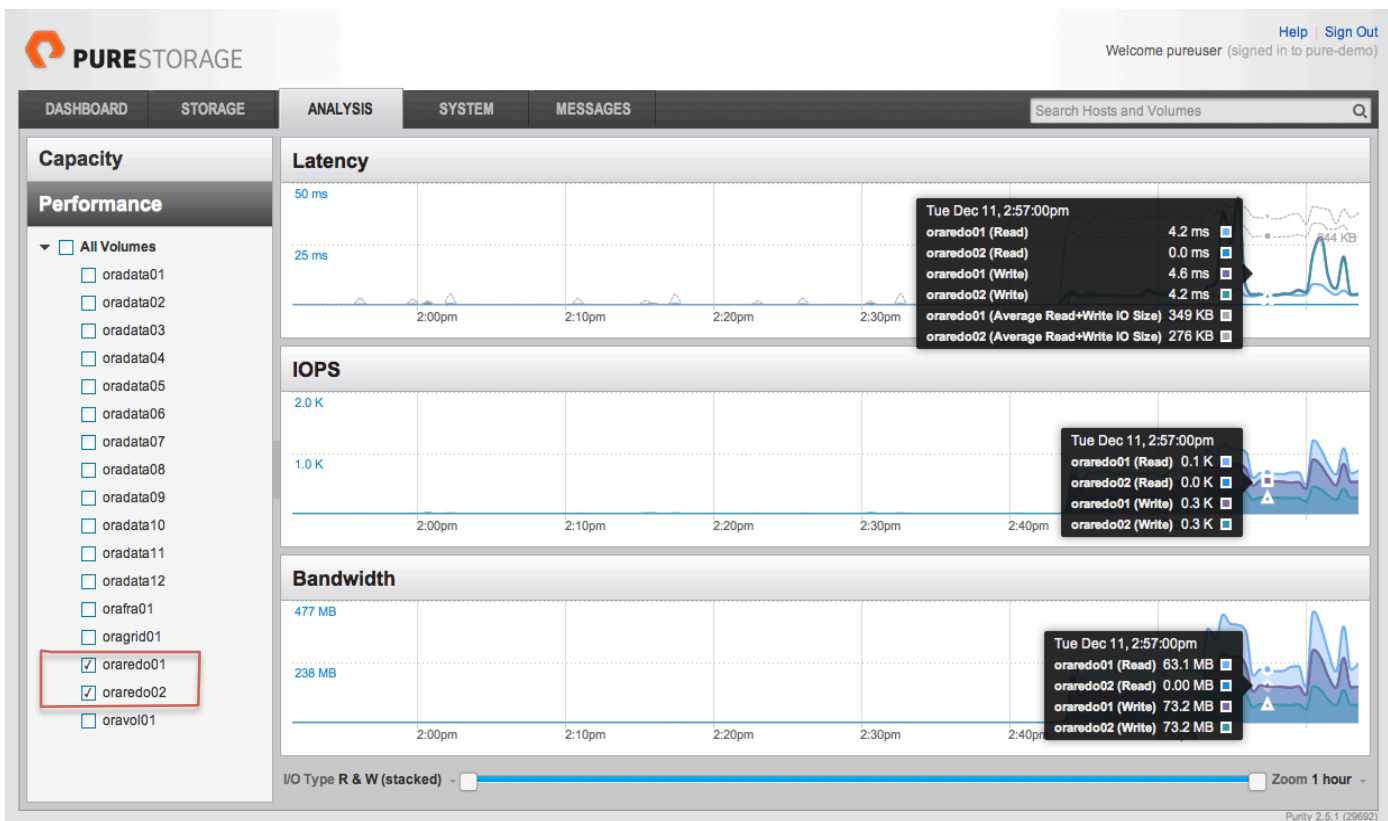 PURESTORAGE
Help | Sign Out
Welcome pureuser (signed in to pure-demo)
DASHBOARD STORAGE ANALYSIS SYSTEM MESSAGES
Search Hosts and Volumes
Capacity
Performance
All Volumes
oradata01
oradata02
oradata03
oradata04
oradata05
oradata06
oradata07
oradata08
oradata09
oradata10
oradata11
oradata12
orafra01
oragrid01
oraredo01
oraredo02
oravol01
Latency
50 ms
25 ms
Tue Dec 11, 2:57:00pm
oraredo01 (Read) 4.2 ms
oraredo02 (Read) 0.0 ms
oraredo01 (Write) 4.6 ms
oraredo02 (Write) 4.2 ms
oraredo01 (Average Read+Write IO Size) 349 KB
oraredo02 (Average Read+Write IO Size) 276 KB
KB
2:00pm 2:10pm 2:20pm 2:30pm
IOPS
2.0 K
1.0 K
Tue Dec 11, 2:57:00pm
oraredo01 (Read) 0.1 K
oraredo02 (Read) 0.0 K
oraredo01 (Write) 0.3 K
oraredo02 (Write) 0.3 K
2:00pm 2:10pm 2:20pm 2:30pm 2:40pm
Bandwidth
477 MB
238 MB
Tue Dec 11, 2:57:00pm
oraredo01 (Read) 63.1 MB
oraredo02 (Read) 0.00 MB
oraredo01 (Write) 73.2 MB
oraredo02 (Write) 73.2 MB
2:00pm 2:10pm 2:20pm 2:30pm 2:40pm
I/O Type R & W (stacked)
Zoom 1 hour
Purity 2.5.1 (29692)